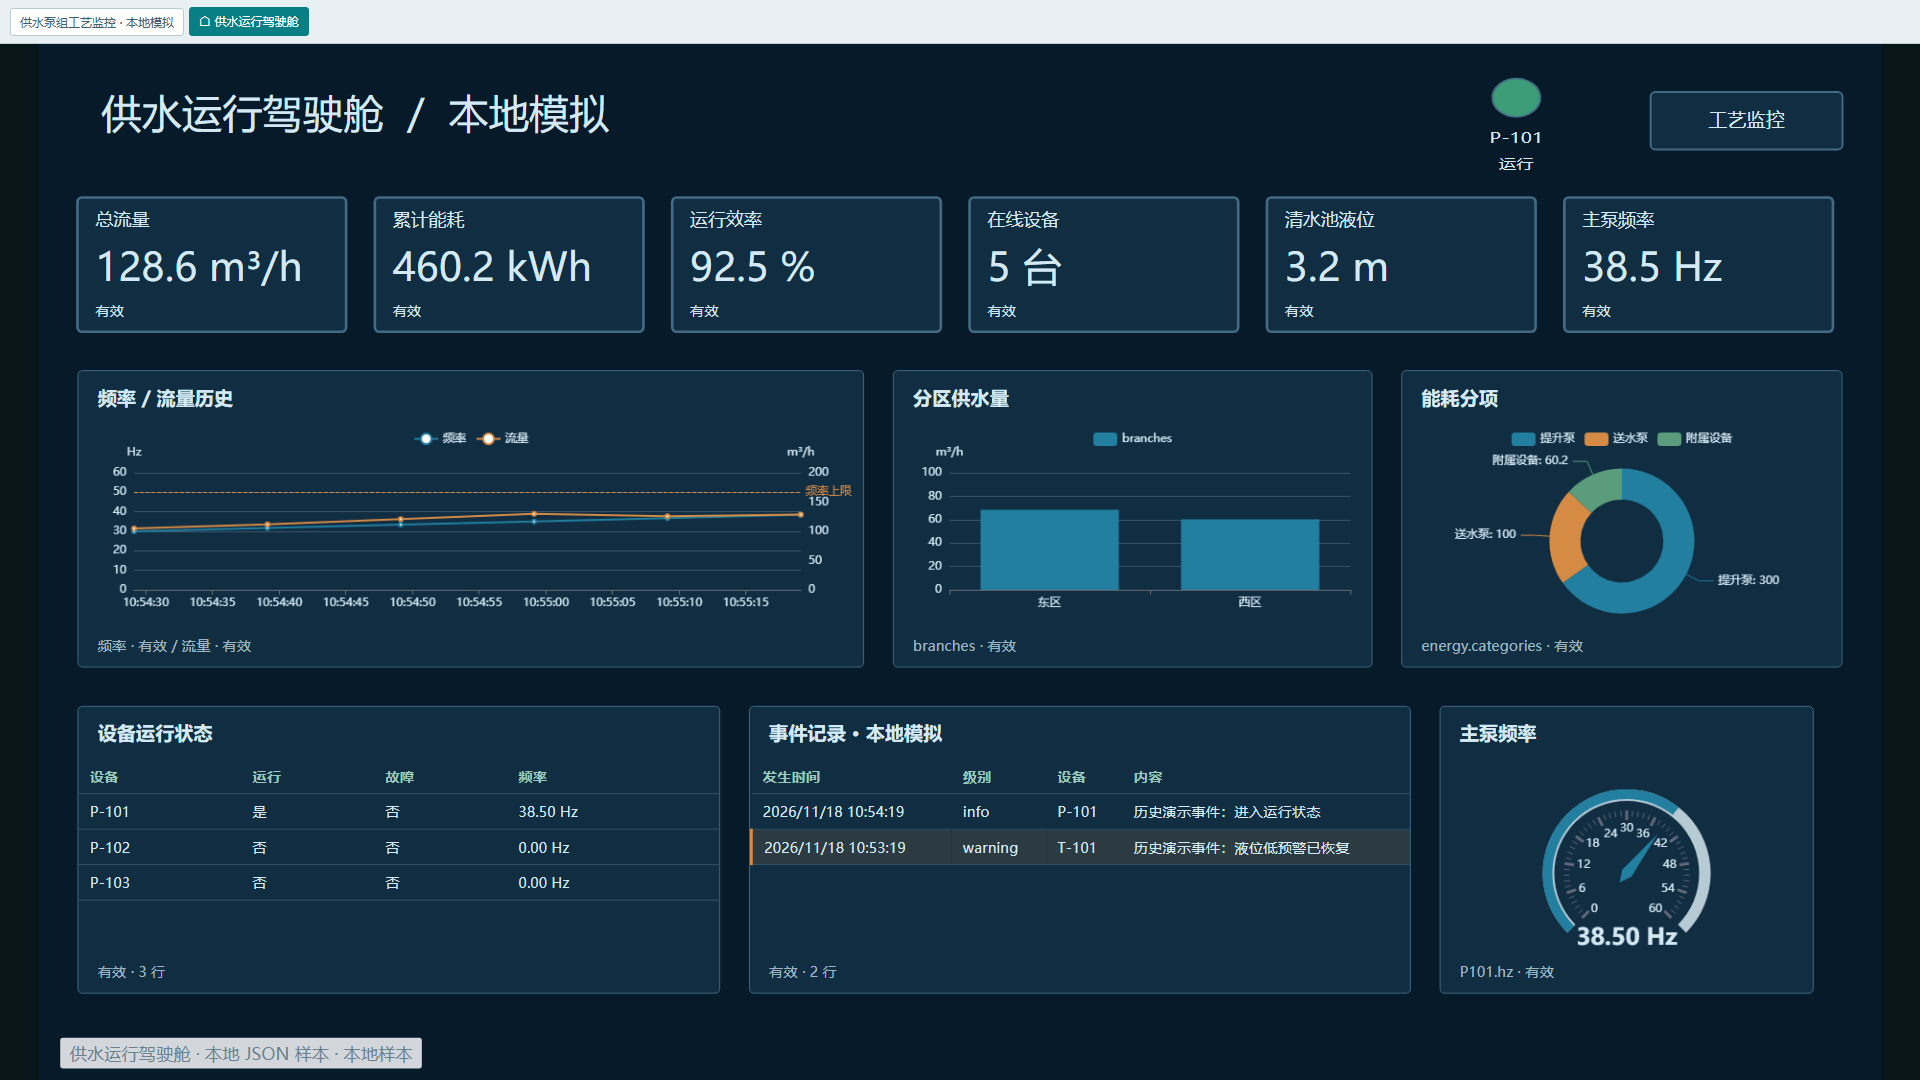 供水泵组工艺监控 · 本地模拟
供水运行驾驶舱
供水运行驾驶舱 / 本地模拟
P-101
运行
工艺监控
总流量
128.6 m³/h
有效
累计能耗
460.2 kWh
有效
运行效率
92.5 %
有效
在线设备
5 台
有效
清水池液位
3.2 m
有效
主泵频率
38.5 Hz
有效
频率 / 流量历史
频率 流量
Hz
m³/h
60
50
40
30
20
10
0
200
频率上限
150
100
50
0
10:54:30 10:54:35 10:54:40 10:54:45 10:54:50 10:54:55 10:55:00 10:55:05 10:55:10 10:55:15
频率 · 有效 / 流量 · 有效
分区供水量
branches
m³/h
100
80
60
40
20
0
东区 西区
branches · 有效
能耗分项
提升泵 送水泵 附属设备
附属设备: 60.2
送水泵: 100
提升泵: 300
energy.categories · 有效
设备运行状态
设备 运行 故障 频率
P-101 是 否 38.50 Hz
P-102 否 否 0.00 Hz
P-103 否 否 0.00 Hz
有效 · 3 行
事件记录 · 本地模拟
发生时间 级别 设备 内容
2026/11/18 10:54:19 info P-101 历史演示事件：进入运行状态
2026/11/18 10:53:19 warning T-101 历史演示事件：液位低预警已恢复
有效 · 2 行
主泵频率
0 6 12 18 24 30 36 42 48 54 60
38.50 Hz
P101.hz · 有效
供水运行驾驶舱 · 本地 JSON 样本 · 本地样本